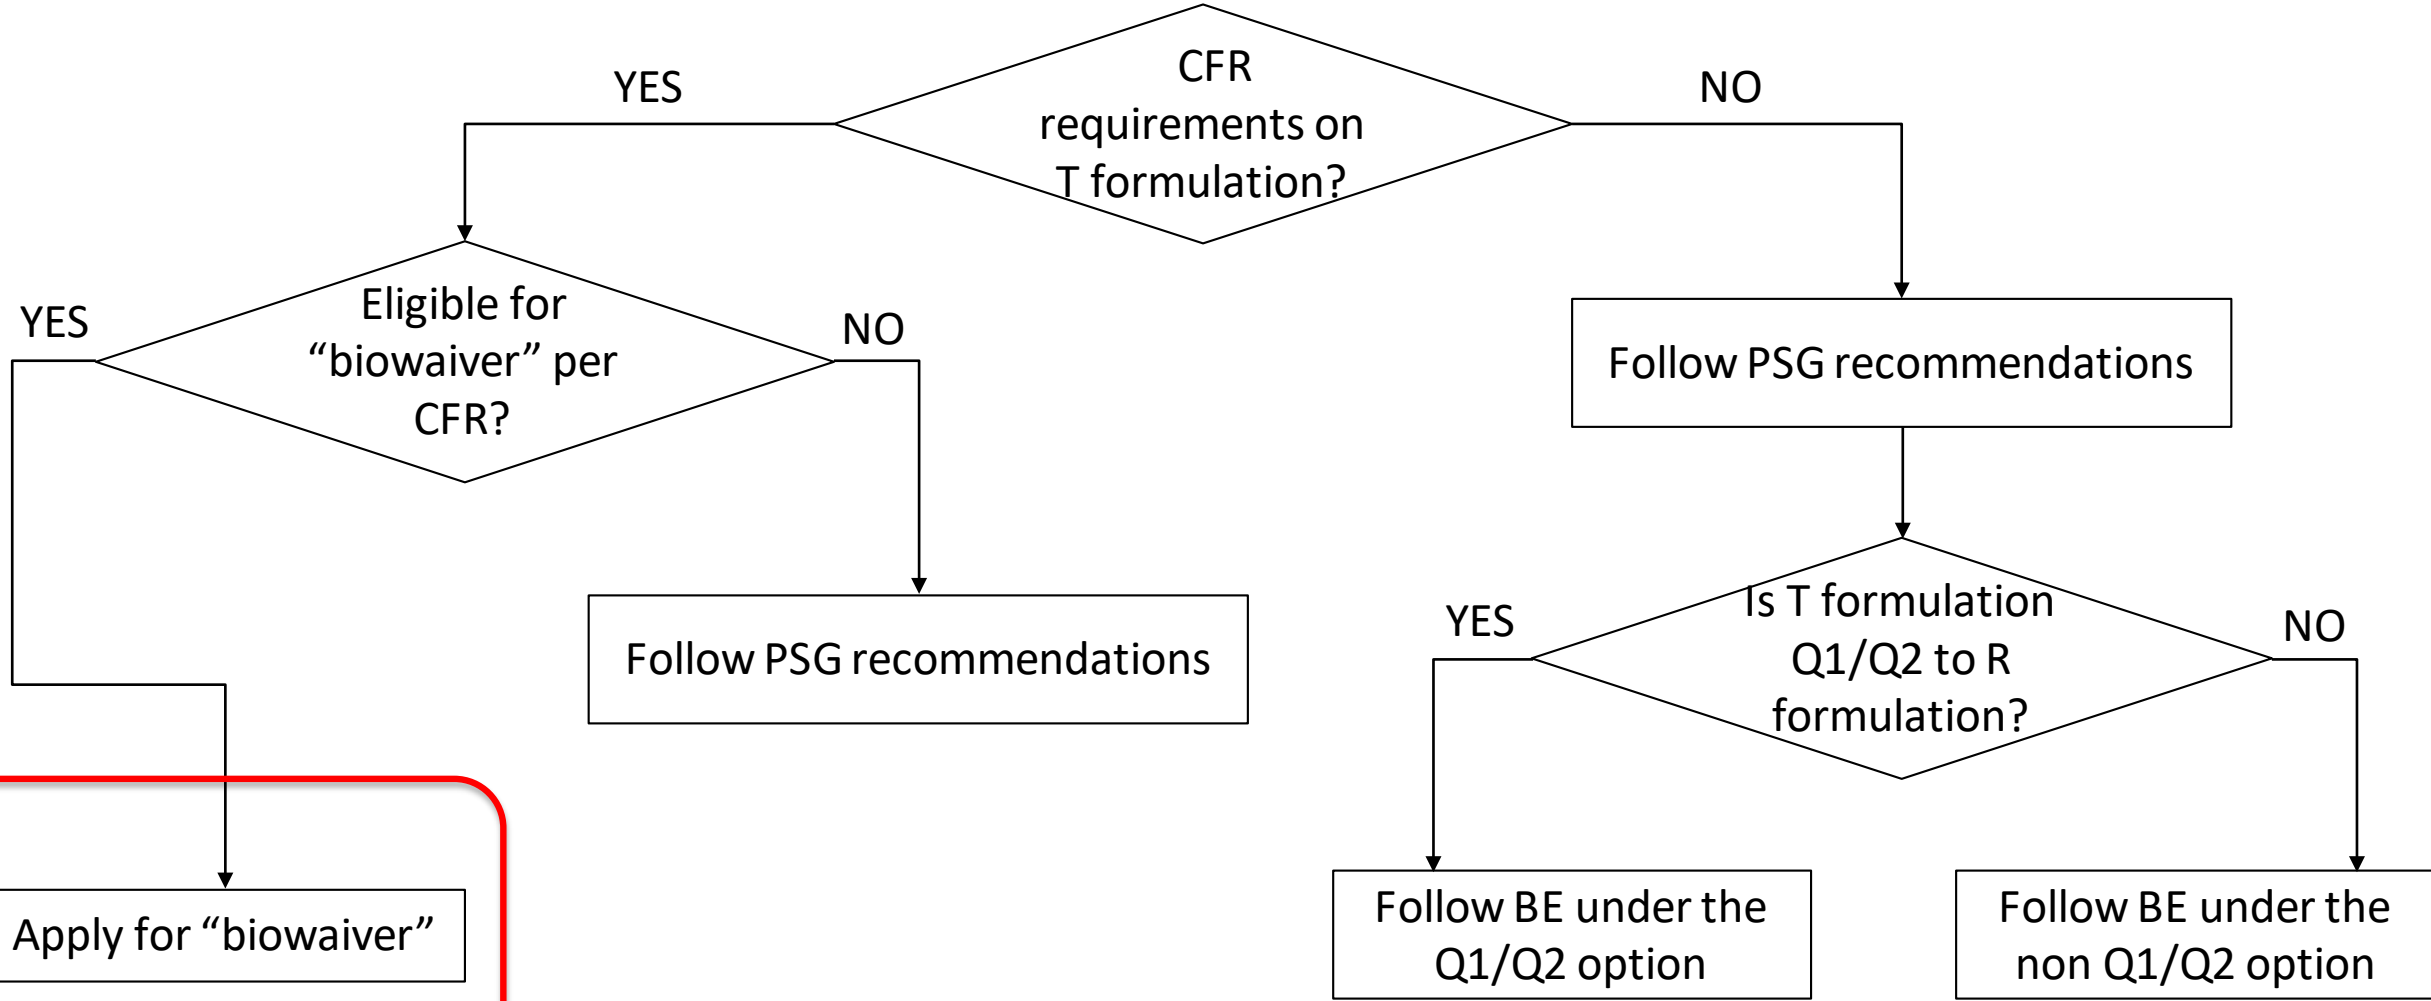 CFR
requirements on
T formulation?
YES
NO
Eligible for
“biowaiver” per
CFR?
YES
NO
Follow PSG recommendations
Follow PSG recommendations
Is T formulation
Q1/Q2 to R
formulation?
YES
NO
Apply for “biowaiver”
Follow BE under the
Q1/Q2 option
Follow BE under the
non Q1/Q2 option